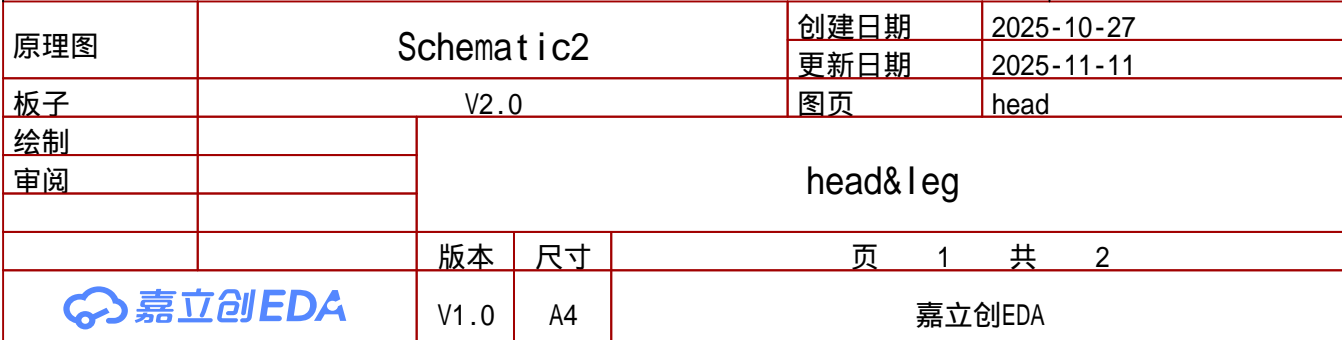 原理图 Schematic2 创建日期 2025-10-27
更新日期 2025-11-11
板子 V2.0 图页 head
绘制
审阅 head&leg
版本 尺寸 页 1 共 2
嘉立创EDA V1.0 A4 嘉立创EDA